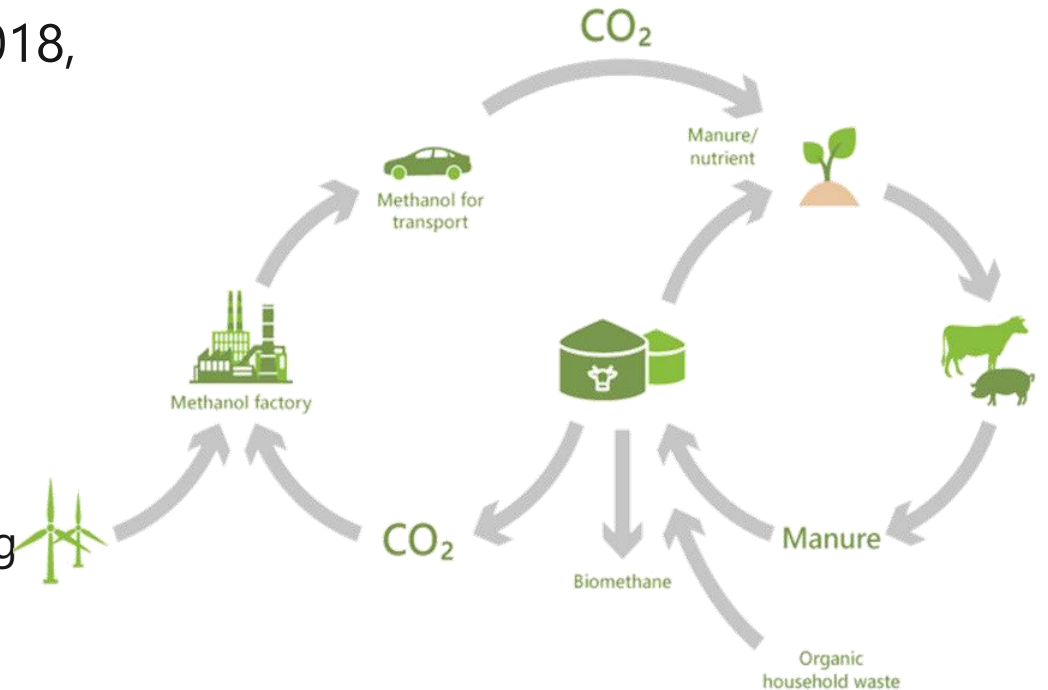 018,
CO₂
Manure/
nutrient
Methanol for
transport
Methanol factory
g
CO₂
Manure
Biomethane
Organic
household waste